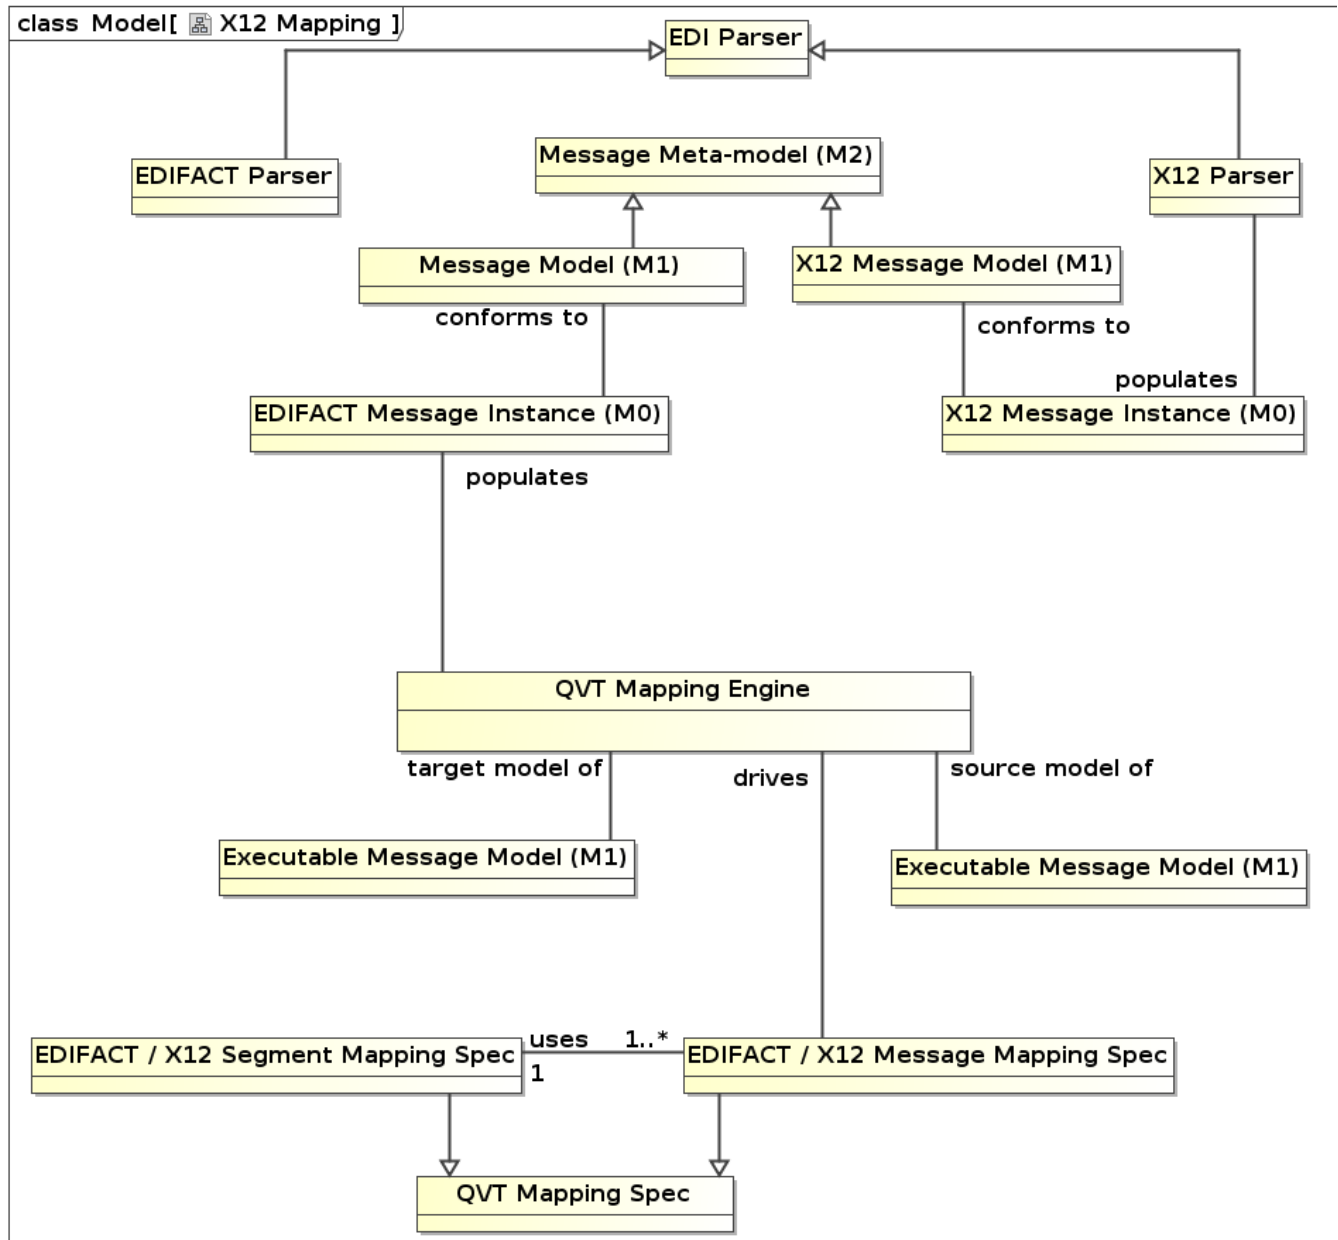 class Model[ X12 Mapping ]
EDI Parser
EDIFACT Parser
Message Meta-model (M2)
X12 Parser
Message Model (M1)
X12 Message Model (M1)
conforms to
conforms to
populates
EDIFACT Message Instance (M0)
X12 Message Instance (M0)
populates
QVT Mapping Engine
target model of
drives
source model of
Executable Message Model (M1)
Executable Message Model (M1)
EDIFACT / X12 Segment Mapping Spec
uses
1..*
1
EDIFACT / X12 Message Mapping Spec
QVT Mapping Spec